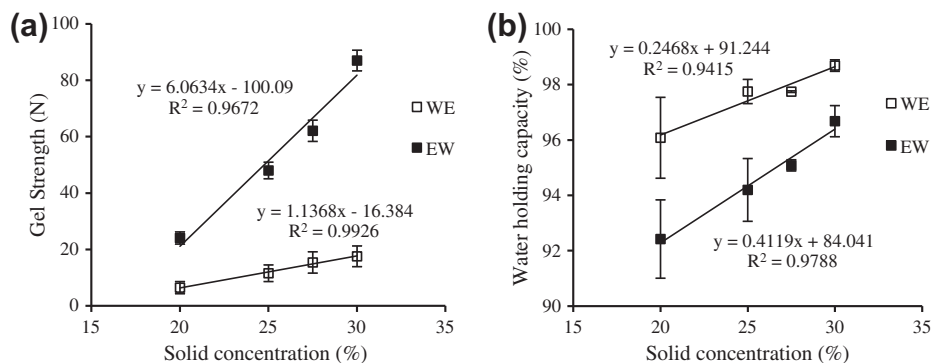 (a)
100
80
60
40
20
0
Gel Strength (N)
y = 6.0634x - 100.09
R² = 0.9672
y = 1.1368x - 16.384
R² = 0.9926
WE
EW
15 20 25 30 35
Solid concentration (%)
(b)
100
98
96
94
92
90
Water holding capacity (%)
y = 0.2468x + 91.244
R² = 0.9415
y = 0.4119x + 84.041
R² = 0.9788
WE
EW
15 20 25 30 35
Solid concentration (%)